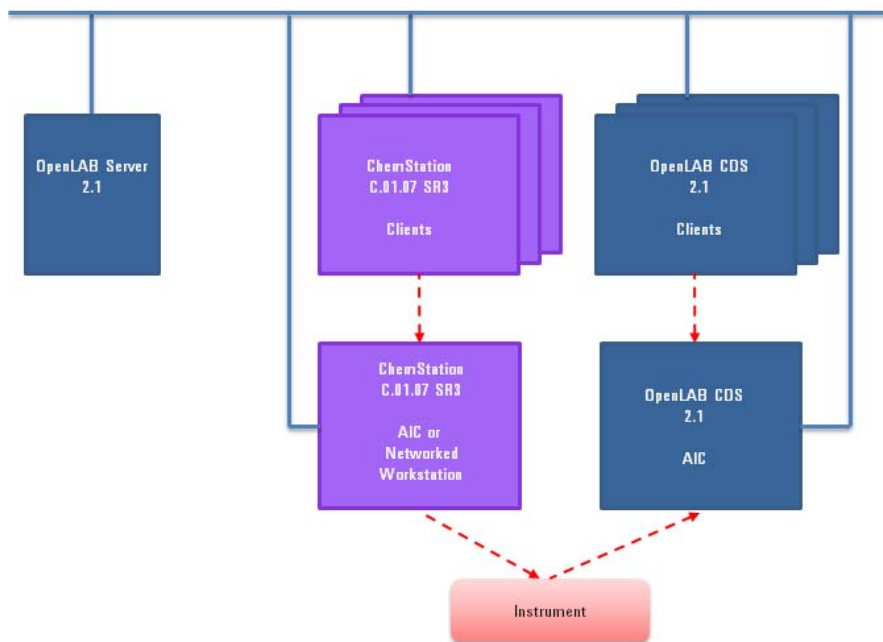 OpenLAB Server
2.1
ChemStation
C.01.07 SR3
Clients
OpenLAB CDS
2.1
Clients
ChemStation
C.01.07 SR3
AIC or
Networked
Workstation
OpenLAB CDS
2.1
AIC
Instrument